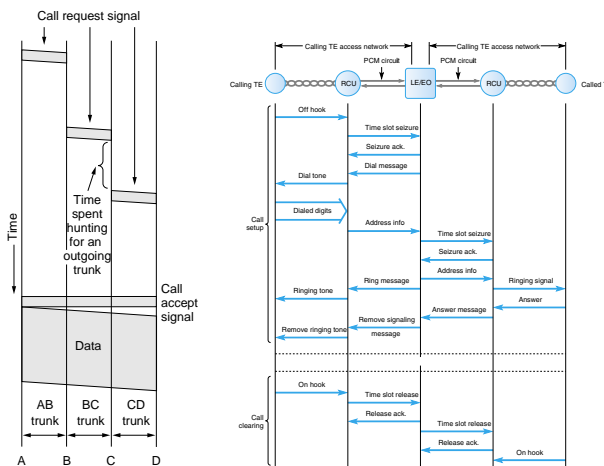 Call request signal
Time
Time
spent
hunting
for an
outgoing
trunk
Call
accept
signal
Data
AB
trunk
BC
trunk
CD
trunk
A
B
C
D
Calling TE access network
Calling TE access network
PCM circuit
PCM circuit
Calling TE
RCU
LE/EO
RCU
Called
Off hook
Time slot seizure
Seizure ack.
Dial message
Dial tone
Dialed digits
Call
setup
Address info
Time slot seizure
Seizure ack.
Address info
Ring message
Ringing signal
Ringing tone
Answer
Answer message
Remove signaling
message
Remove ringing tone
On hook
Time slot release
Release ack.
Call
clearing
Time slot release
Release ack.
On hook